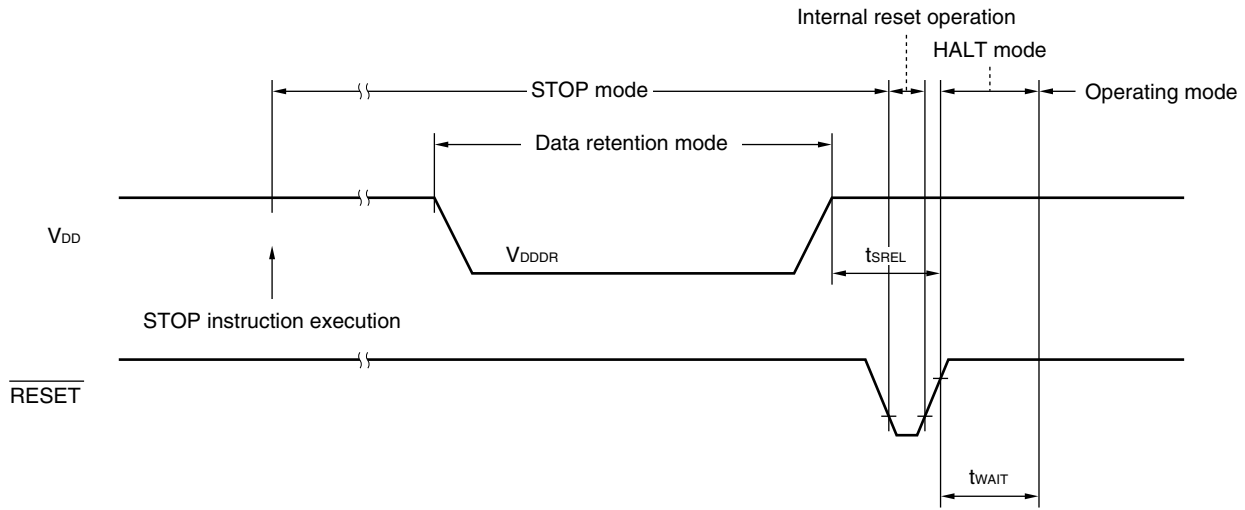 Internal reset operation
HALT mode
STOP mode
Operating mode
Data retention mode
VDD
VDDDR
tSREL
STOP instruction execution
RESET
tWAIT